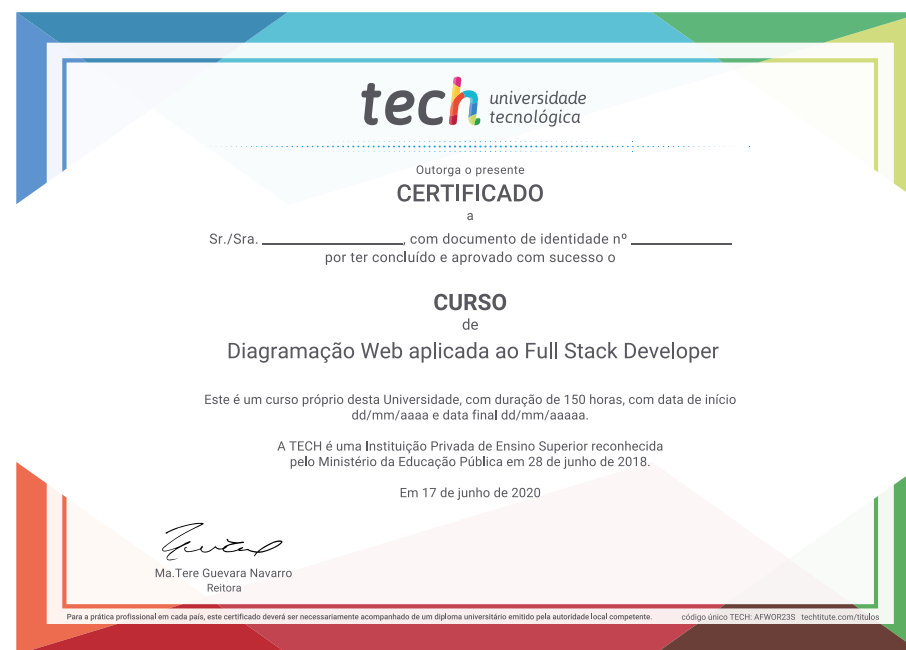 tech universidade
tecnológica
Outorga o presente
CERTIFICADO
a
Sr./Sra. ________________, com documento de identidade nº ____________
por ter concluído e aprovado com sucesso o
CURSO
de
Diagramação Web aplicada ao Full Stack Developer
Este é um curso próprio desta Universidade, com duração de 150 horas, com data de início
dd/mm/aaaa e data final dd/mm/aaaaa.
A TECH é uma Instituição Privada de Ensino Superior reconhecida
pelo Ministério da Educação Pública em 28 de junho de 2018.
Em 17 de junho de 2020
Ma.Tere Guevara Navarro
Reitora
Para a prática profissional em cada país, este certificado deverá ser necessariamente acompanhado de um diploma universitário emitido pela autoridade local competente. código único TECH: AFWOR23S techtitute.com/titulos